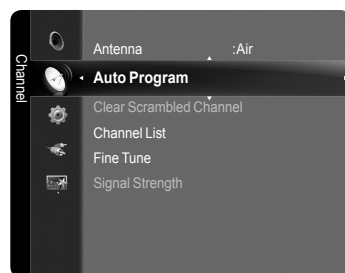 Channel
Antenna :Air
Auto Program
Clear Scrambled Channel
Channel List
Fine Tune
Signal Strength